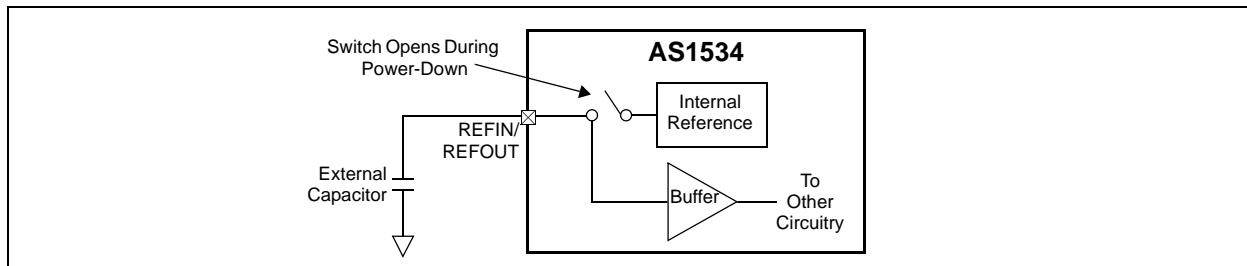 Switch Opens During
Power-Down
AS1534
Internal
Reference
REFIN/
REFOUT
External
Capacitor
Buffer
To
Other
Circuitry